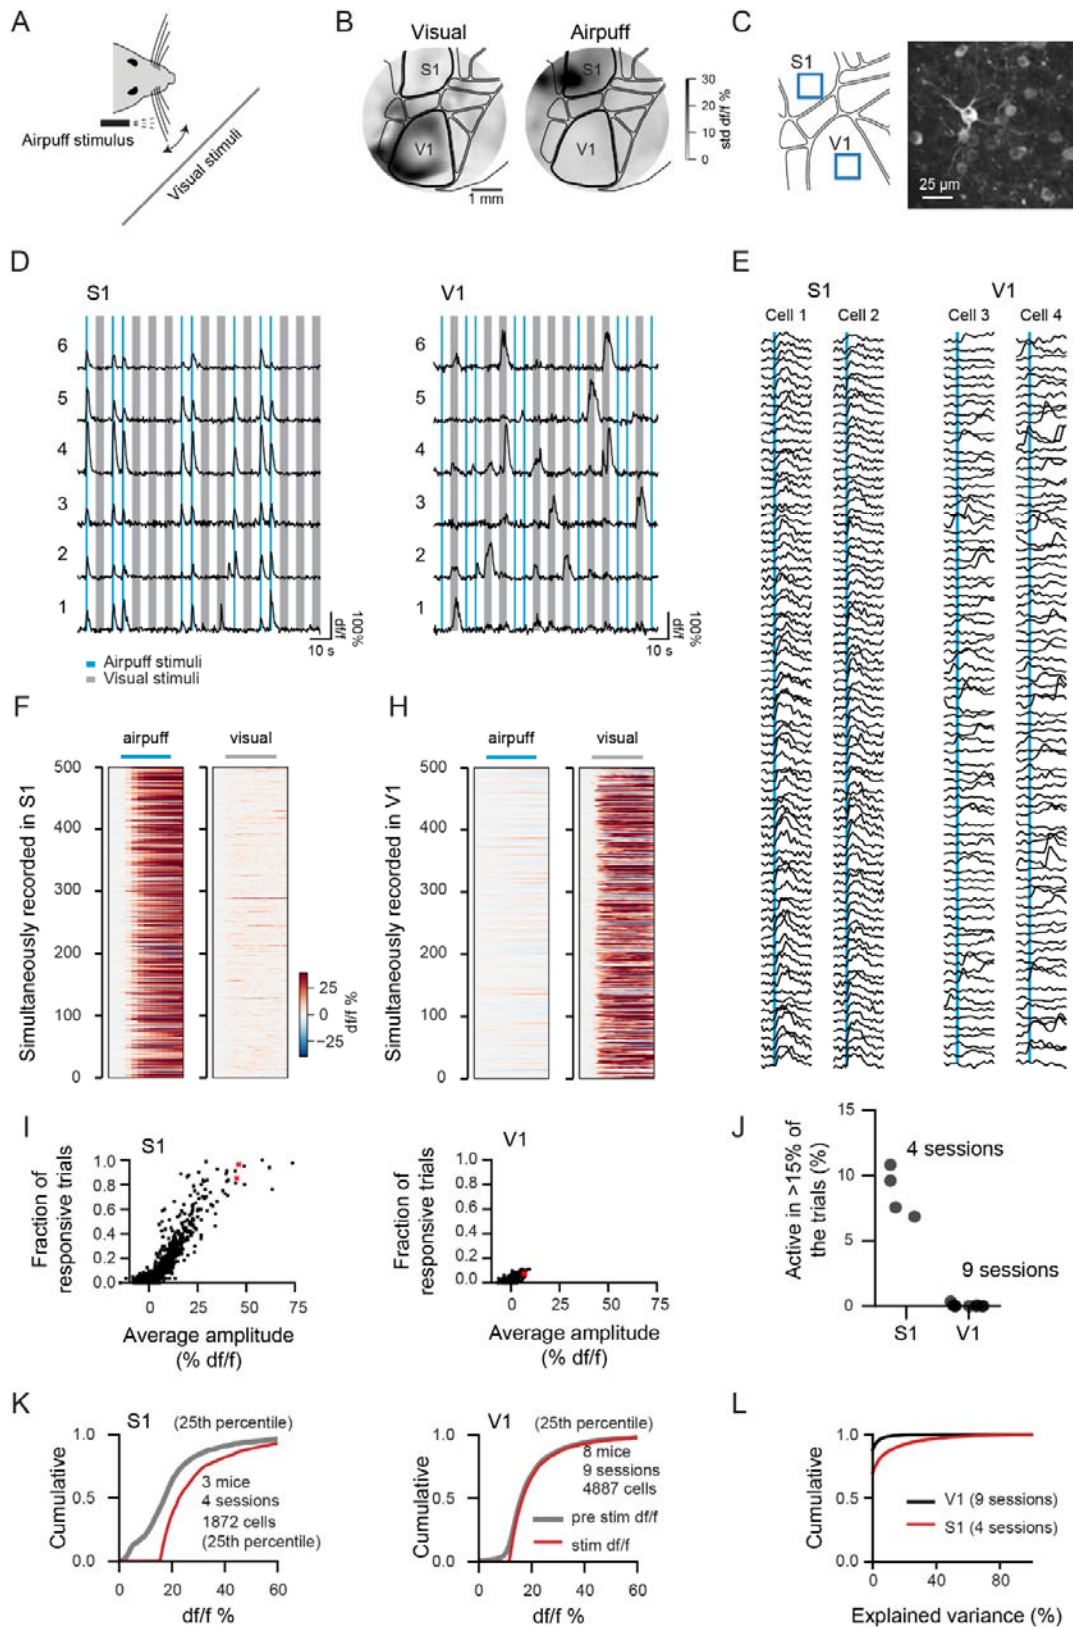 A
Airpuff stimulus
Visual stimuli
B
Visual
Airpuff
S1
V1
S1
V1
1 mm
30
20
10
0
std df/f %
C
S1
V1
25 µm
D
S1
6
5
4
3
2
1
100%
df/f
10 s
Airpuff stimuli
Visual stimuli
V1
6
5
4
3
2
1
100%
df/f
10 s
E
S1
V1
Cell 1
Cell 2
Cell 3
Cell 4
F
airpuff
visual
Simultaneously recorded in S1
500
400
300
200
100
0
25
0
−25
df/f %
H
airpuff
visual
Simultaneously recorded in V1
500
400
300
200
100
0
I
S1
Fraction of
responsive trials
1.0
0.8
0.6
0.4
0.2
0.0
0
25
50
75
Average amplitude
(% df/f)
V1
Fraction of
responsive trials
1.0
0.8
0.6
0.4
0.2
0.0
0
25
50
75
Average amplitude
(% df/f)
J
Active in >15% of
the trials (%)
15
10
5
0
4 sessions
9 sessions
S1
V1
K
S1
(25th percentile)
Cumulative
1.0
0.5
0.0
3 mice
4 sessions
1872 cells
(25th percentile)
0
20
40
60
df/f %
V1
(25th percentile)
Cumulative
1.0
0.5
0.0
8 mice
9 sessions
4887 cells
pre stim df/f
stim df/f
0
20
40
60
df/f %
L
Cumulative
1.0
0.5
0.0
V1 (9 sessions)
S1 (4 sessions)
0
40
80
Explained variance (%)